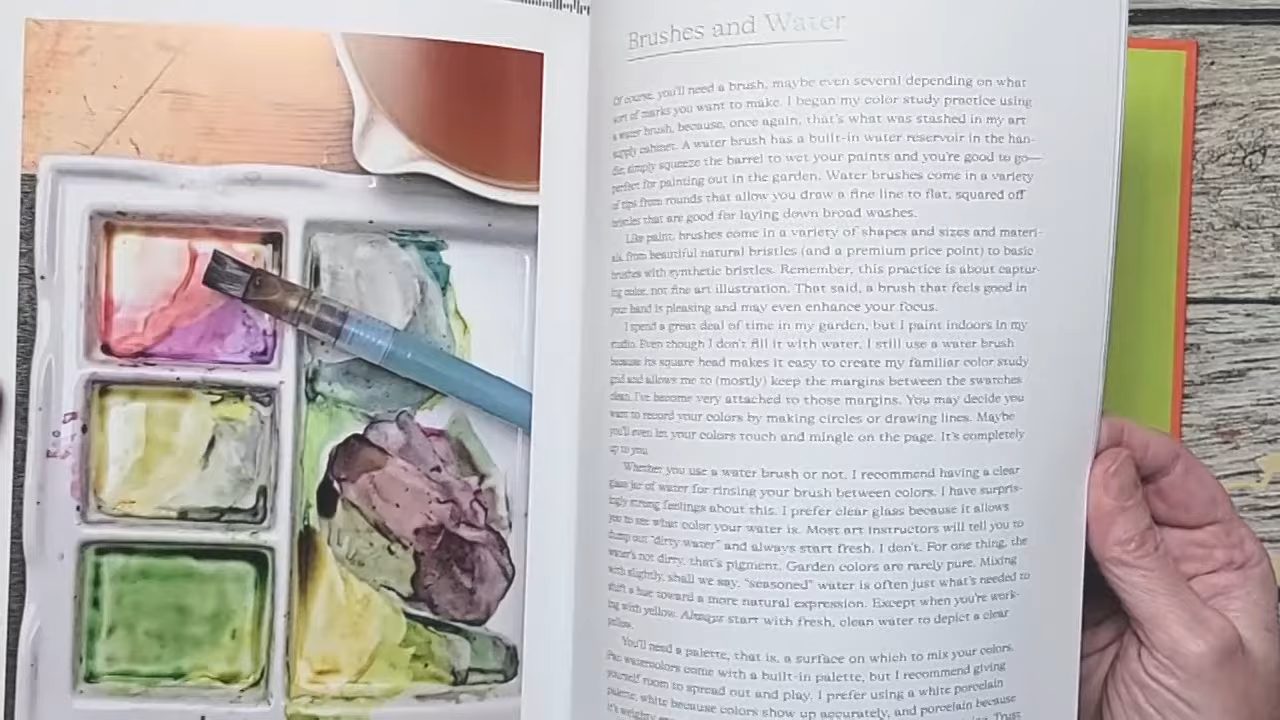 Brushes and Water
Of course, you'll need a brush, maybe even several depending on what
sort of marks you want to make. I began my color study practice using
a water brush, because, once again, that's what was stashed in my art
supply cabinet. A water brush has a built-in water reservoir in the han-
dle, simply squeeze the barrel to wet your paints and you're good to go—
perfect for painting out in the garden. Water brushes come in a variety
of tips from rounds that allow you draw a fine line to flat, squared off
bristles that are good for laying down broad washes.
Like paint, brushes come in a variety of shapes and sizes and materi-
als, from beautiful natural bristles (and a premium price point) to basic
brushes with synthetic bristles. Remember, this practice is about captur-
ing color, not fine art illustration. That said, a brush that feels good in
your hand is pleasing and may even enhance your focus.
I spend a great deal of time in my garden, but I paint indoors in my
studio. Even though I don't fill it with water, I still use a water brush
because its square head makes it easy to create my familiar color study
grid and allows me to (mostly) keep the margins between the swatches
clean. I've become very attached to those margins. You may decide you
want to record your colors by making circles or drawing lines. Maybe
you'll even let your colors touch and mingle on the page. It's completely
up to you.
Whether you use a water brush or not, I recommend having a clear
glass jar of water for rinsing your brush between colors. I have surpris-
ingly strong feelings about this. I prefer clear glass because it allows
you to see what color your water is. Most art instructors will tell you to
dump out "dirty water" and always start fresh. I don't. For one thing, the
water's not dirty, that's pigment. Garden colors are rarely pure. Mixing
with slightly, shall we say, "seasoned" water is often just what's needed to
shift a hue toward a more natural expression. Except when you're work-
ing with yellow. Always start with fresh, clean water to depict a clear
yellow.
You'll need a palette, that is, a surface on which to mix your colors.
Pan watercolors come with a built-in palette, but I recommend giving
yourself room to spread out and play. I prefer using a white porcelain
palette, white because colors show up accurately, and porcelain because
it's weighty Trust